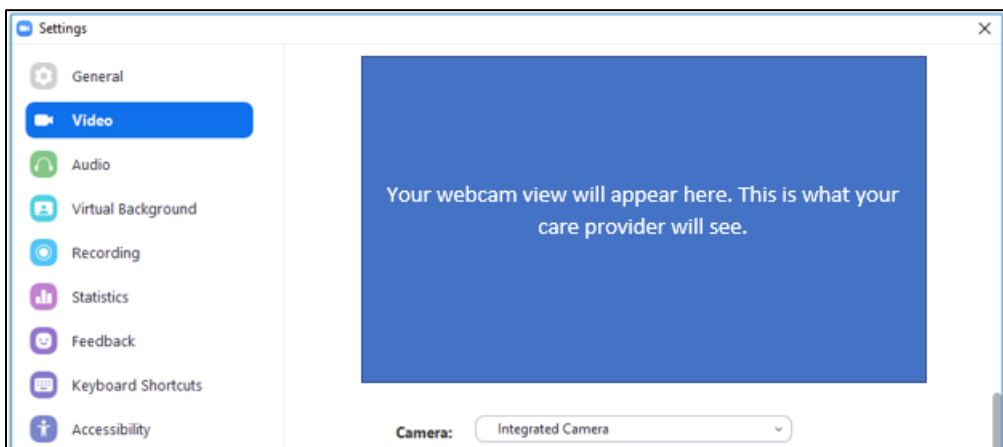 Settings
General
Video
Audio
Virtual Background
Recording
Statistics
Feedback
Keyboard Shortcuts
Accessibility
Your webcam view will appear here. This is what your
care provider will see.
Camera: Integrated Camera